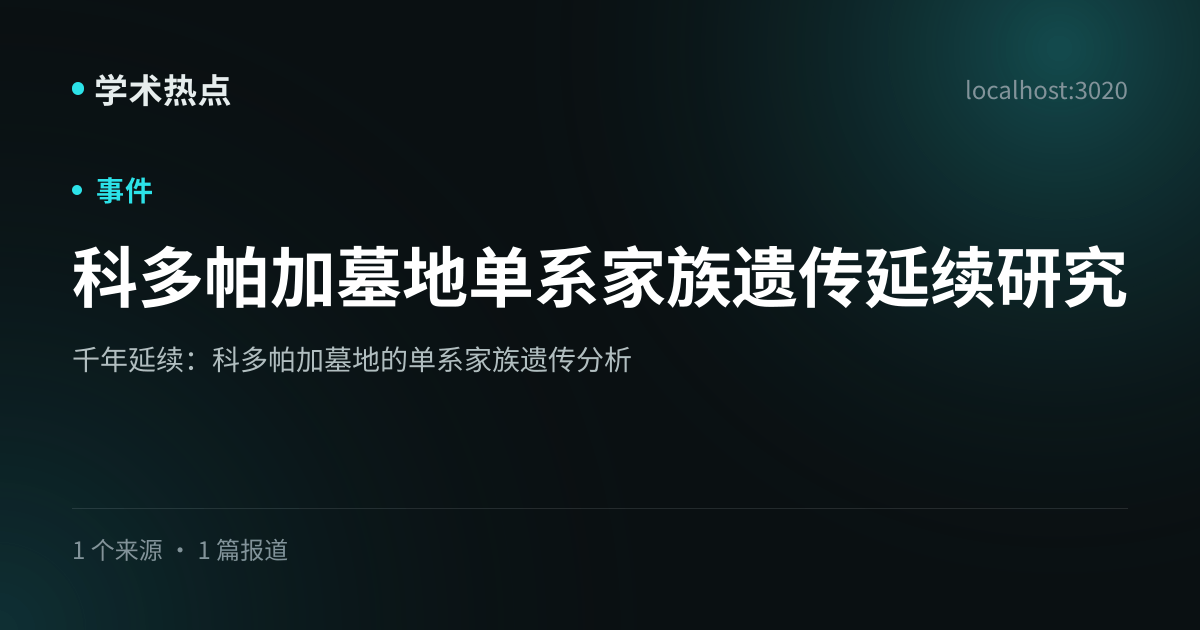 学术热点
localhost:3020
事件
科多帕加墓地单系家族遗传延续研究
千年延续：科多帕加墓地的单系家族遗传分析
1 个来源 · 1 篇报道